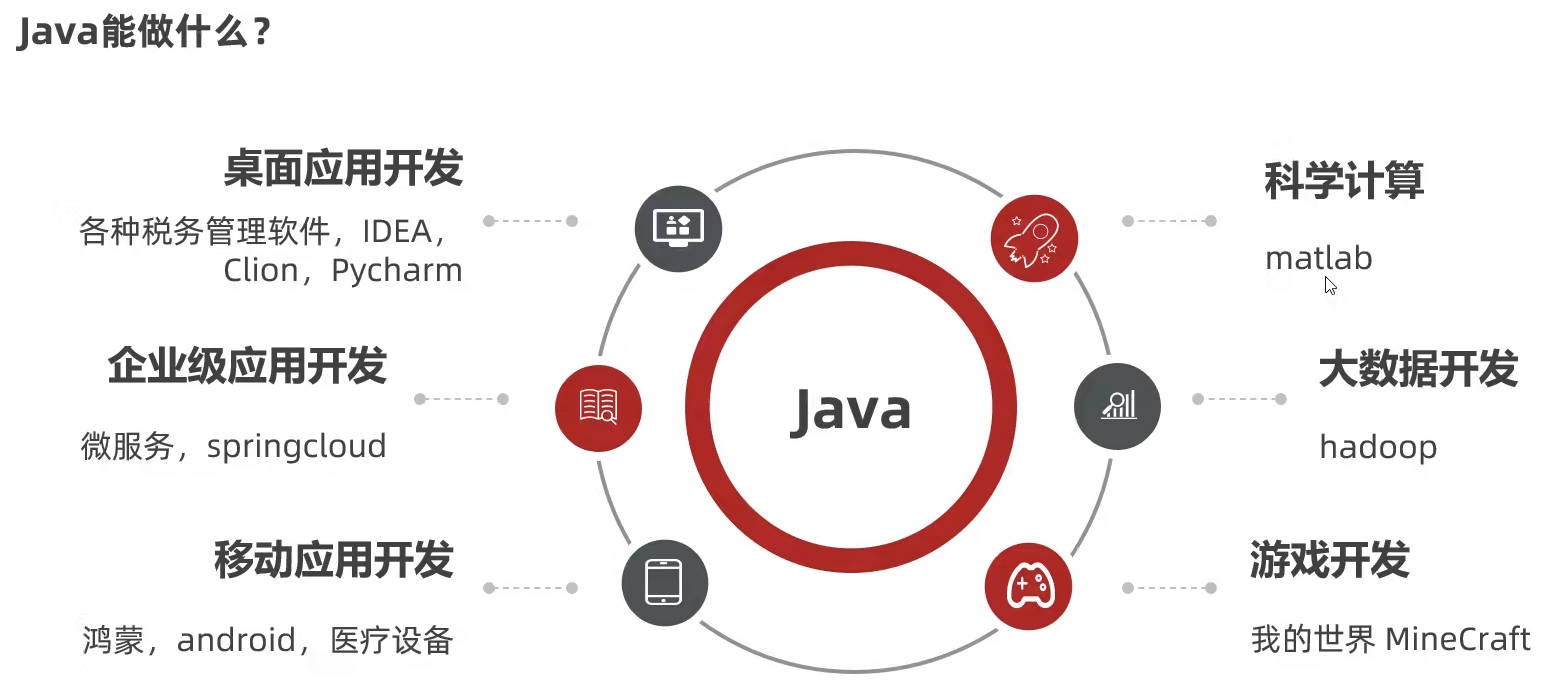 Java能做什么？
桌面应用开发
各种税务管理软件，IDEA，
Clion，Pycharm
企业级应用开发
微服务，springcloud
移动应用开发
鸿蒙，android，医疗设备
Java
科学计算
matlab
大数据开发
hadoop
游戏开发
我的世界 MineCraft